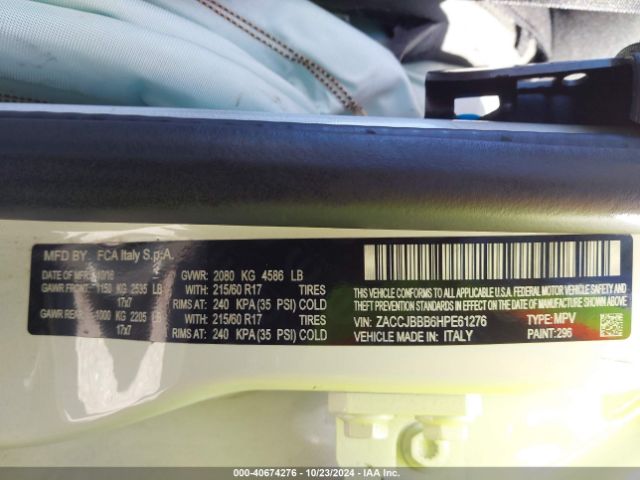 MFD BY: FCA Italy S.p.A.
DATE OF MFR: 10/16 GVWR: 2080 KG 4586 LB
GAWR FRONT: 1150 KG 2535 LB WITH: 215/60 R17 TIRES
17x7 RIMS AT: 240 KPA (35 PSI) COLD
GAWR REAR: 1000 KG 2205 LB WITH: 215/60 R17 TIRES
17x7 RIMS AT: 240 KPA (35 PSI) COLD
THIS VEHICLE CONFORMS TO ALL APPLICABLE U.S.A. FEDERAL MOTOR VEHICLE SAFETY AND
THEFT PREVENTION STANDARDS IN EFFECT ON THE DATE OF MANUFACTURE SHOWN ABOVE.
VIN: ZACCJBBB6HPE61276 TYPE: MPV
VEHICLE MADE IN: ITALY PAINT: 296
000-40674276 | 10/23/2024 | IAA Inc.